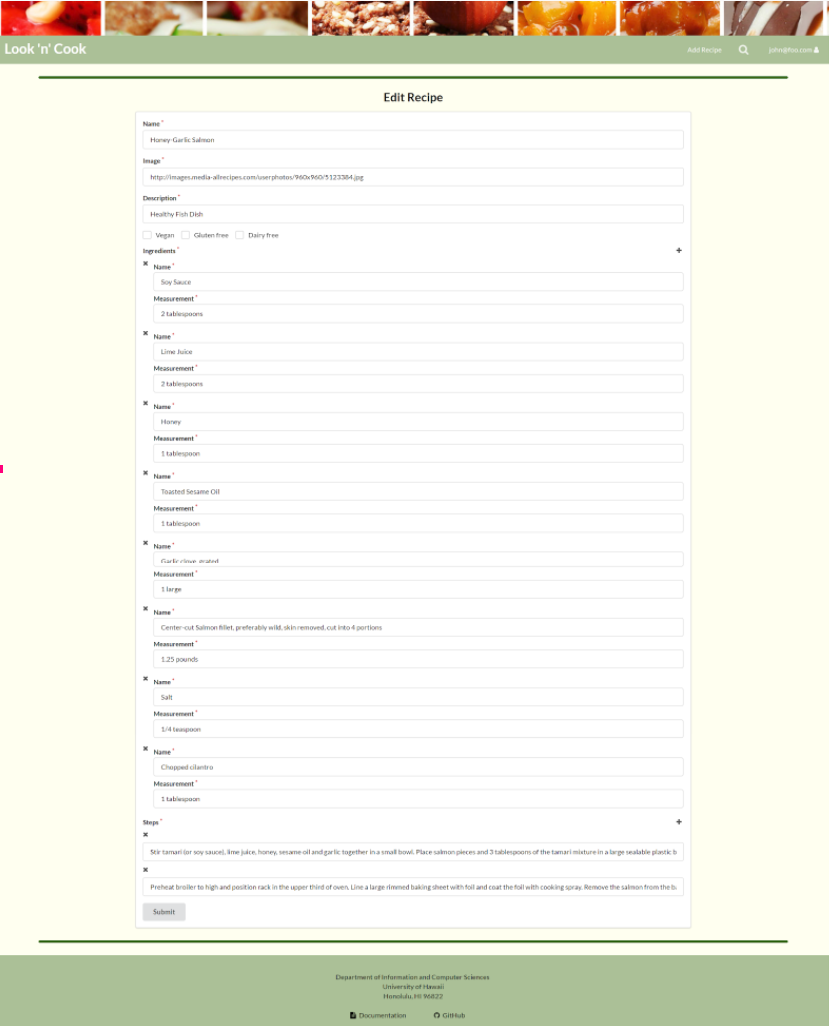 Look 'n' Cook
Add Recipe
john@foo.com
Edit Recipe
Name *
Honey-Garlic Salmon
Image *
http://images.media-allrecipes.com/userphotos/960x960/5123384.jpg
Description *
Healthy Fish Dish
Vegan Gluten free Dairy free
Ingredients *
Name *
Soy Sauce
Measurement *
2 tablespoons
Name *
Lime Juice
Measurement *
2 tablespoons
Name *
Honey
Measurement *
1 tablespoon
Name *
Toasted Sesame Oil
Measurement *
1 tablespoon
Name *
Garlic clove, grated
Measurement *
1 large
Name *
Center-cut Salmon fillet, preferably wild, skin removed, cut into 4 portions
Measurement *
1.25 pounds
Name *
Salt
Measurement *
1/4 teaspoon
Name *
Chopped cilantro
Measurement *
1 tablespoon
Steps *
Stir tamari (or soy sauce), lime juice, honey, sesame oil and garlic together in a small bowl. Place salmon pieces and 3 tablespoons of the tamari mixture in a large sealable plastic b
Preheat broiler to high and position rack in the upper third of oven. Line a large rimmed baking sheet with foil and coat the foil with cooking spray. Remove the salmon from the b
Submit
Department of Information and Computer Sciences
University of Hawaii
Honolulu, HI 96822
Documentation GitHub